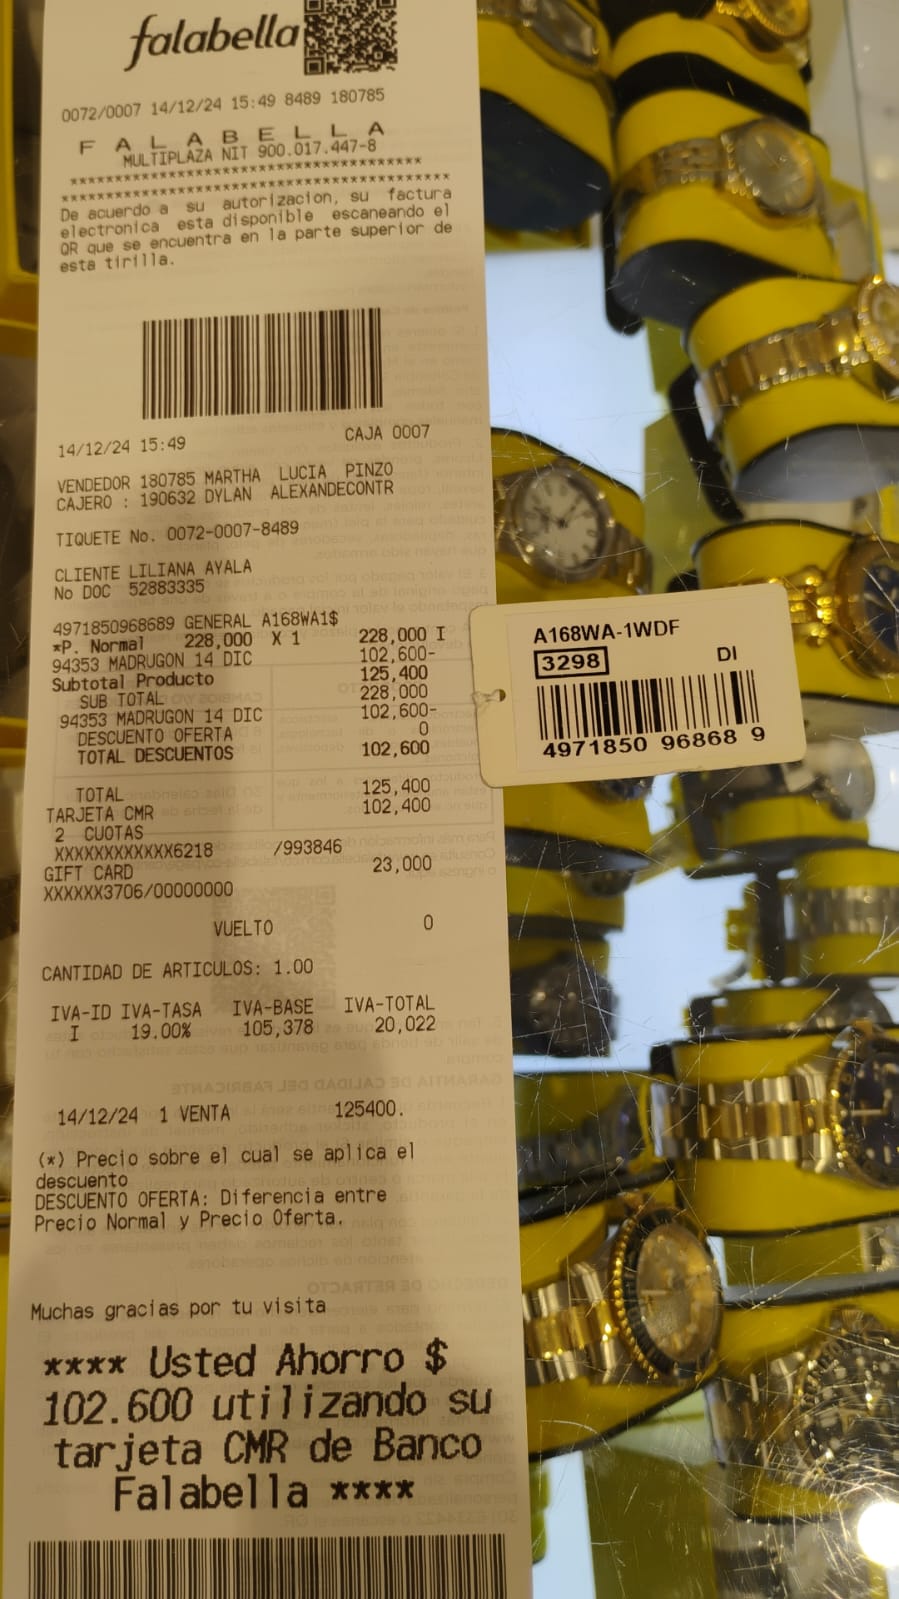 falabella
0072/0007 14/12/24 15:49 8489 180785
F A L A B E L L A
MULTIPLAZA NIT 900.017.447-8
****************************************
********************************************
De acuerdo a su autorizacion, su factura
electronica esta disponible escaneando el
QR que se encuentra en la parte superior de
esta tirilla.
14/12/24 15:49 CAJA 0007
VENDEDOR 180785 MARTHA LUCIA PINZO
CAJERO : 190632 DYLAN ALEXANDECONTR
TIQUETE No. 0072-0007-8489
CLIENTE LILIANA AYALA
No DOC 52883335
4971850968689 GENERAL A168WA1$
*P. Normal 228,000 X 1 228,000 I
94353 MADRUGON 14 DIC 102,600-
Subtotal Producto 125,400
SUB TOTAL 228,000
94353 MADRUGON 14 DIC 102,600-
DESCUENTO OFERTA 0
TOTAL DESCUENTOS 102,600
TOTAL 125,400
TARJETA CMR 102,400
2 CUOTAS
XXXXXXXXXXXX6218 /993846
GIFT CARD 23,000
XXXXXX3706/00000000
VUELTO 0
CANTIDAD DE ARTICULOS: 1.00
IVA-ID IVA-TASA IVA-BASE IVA-TOTAL
I 19.00% 105,378 20,022
14/12/24 1 VENTA 125400.
(*) Precio sobre el cual se aplica el
descuento
DESCUENTO OFERTA: Diferencia entre
Precio Normal y Precio Oferta.
Muchas gracias por tu visita
**** Usted Ahorro $
102.600 utilizando su
tarjeta CMR de Banco
Falabella ****
A168WA-1WDF
3298 DI
4971850 96868 9